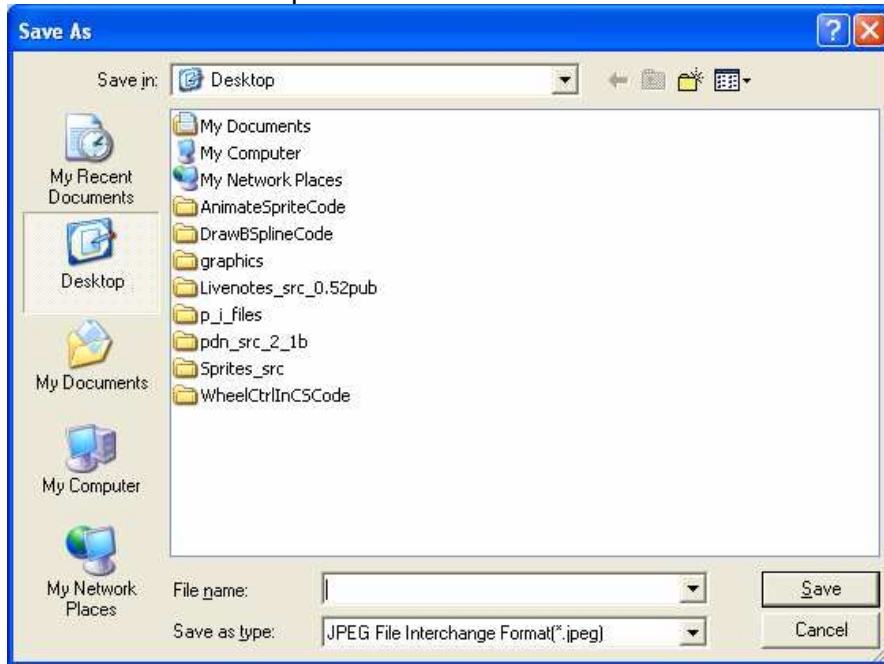 Save As
Save in:
Desktop
My Recent
Documents
Desktop
My Documents
My Computer
My Network
Places
My Documents
My Computer
My Network Places
AnimateSpriteCode
DrawBSplineCode
graphics
Livenotes_src_0.52pub
p_i_files
pdn_src_2_1b
Sprites_src
WheelCtrlInCSCode
File name:
Save
Save as type:
JPEG File Interchange Format(*.jpeg)
Cancel